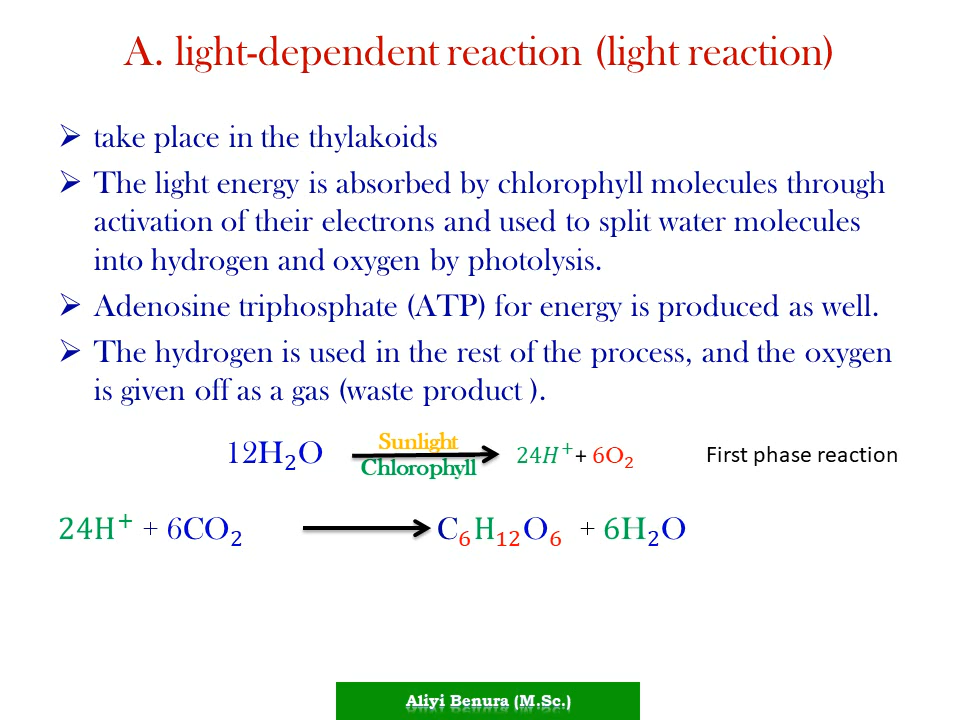 A. light-dependent reaction (light reaction)
➢ take place in the thylakoids
➢ The light energy is absorbed by chlorophyll molecules through
activation of their electrons and used to split water molecules
into hydrogen and oxygen by photolysis.
➢ Adenosine triphosphate (ATP) for energy is produced as well.
➢ The hydrogen is used in the rest of the process, and the oxygen
is given off as a gas (waste product ).
Sunlight
12H₂O ⟶ 24H⁺+ 6O₂ First phase reaction
Chlorophyll
24H⁺ + 6CO₂ ⟶ C₆H₁₂O₆ + 6H₂O
Aliyi Benura (M.Sc.)